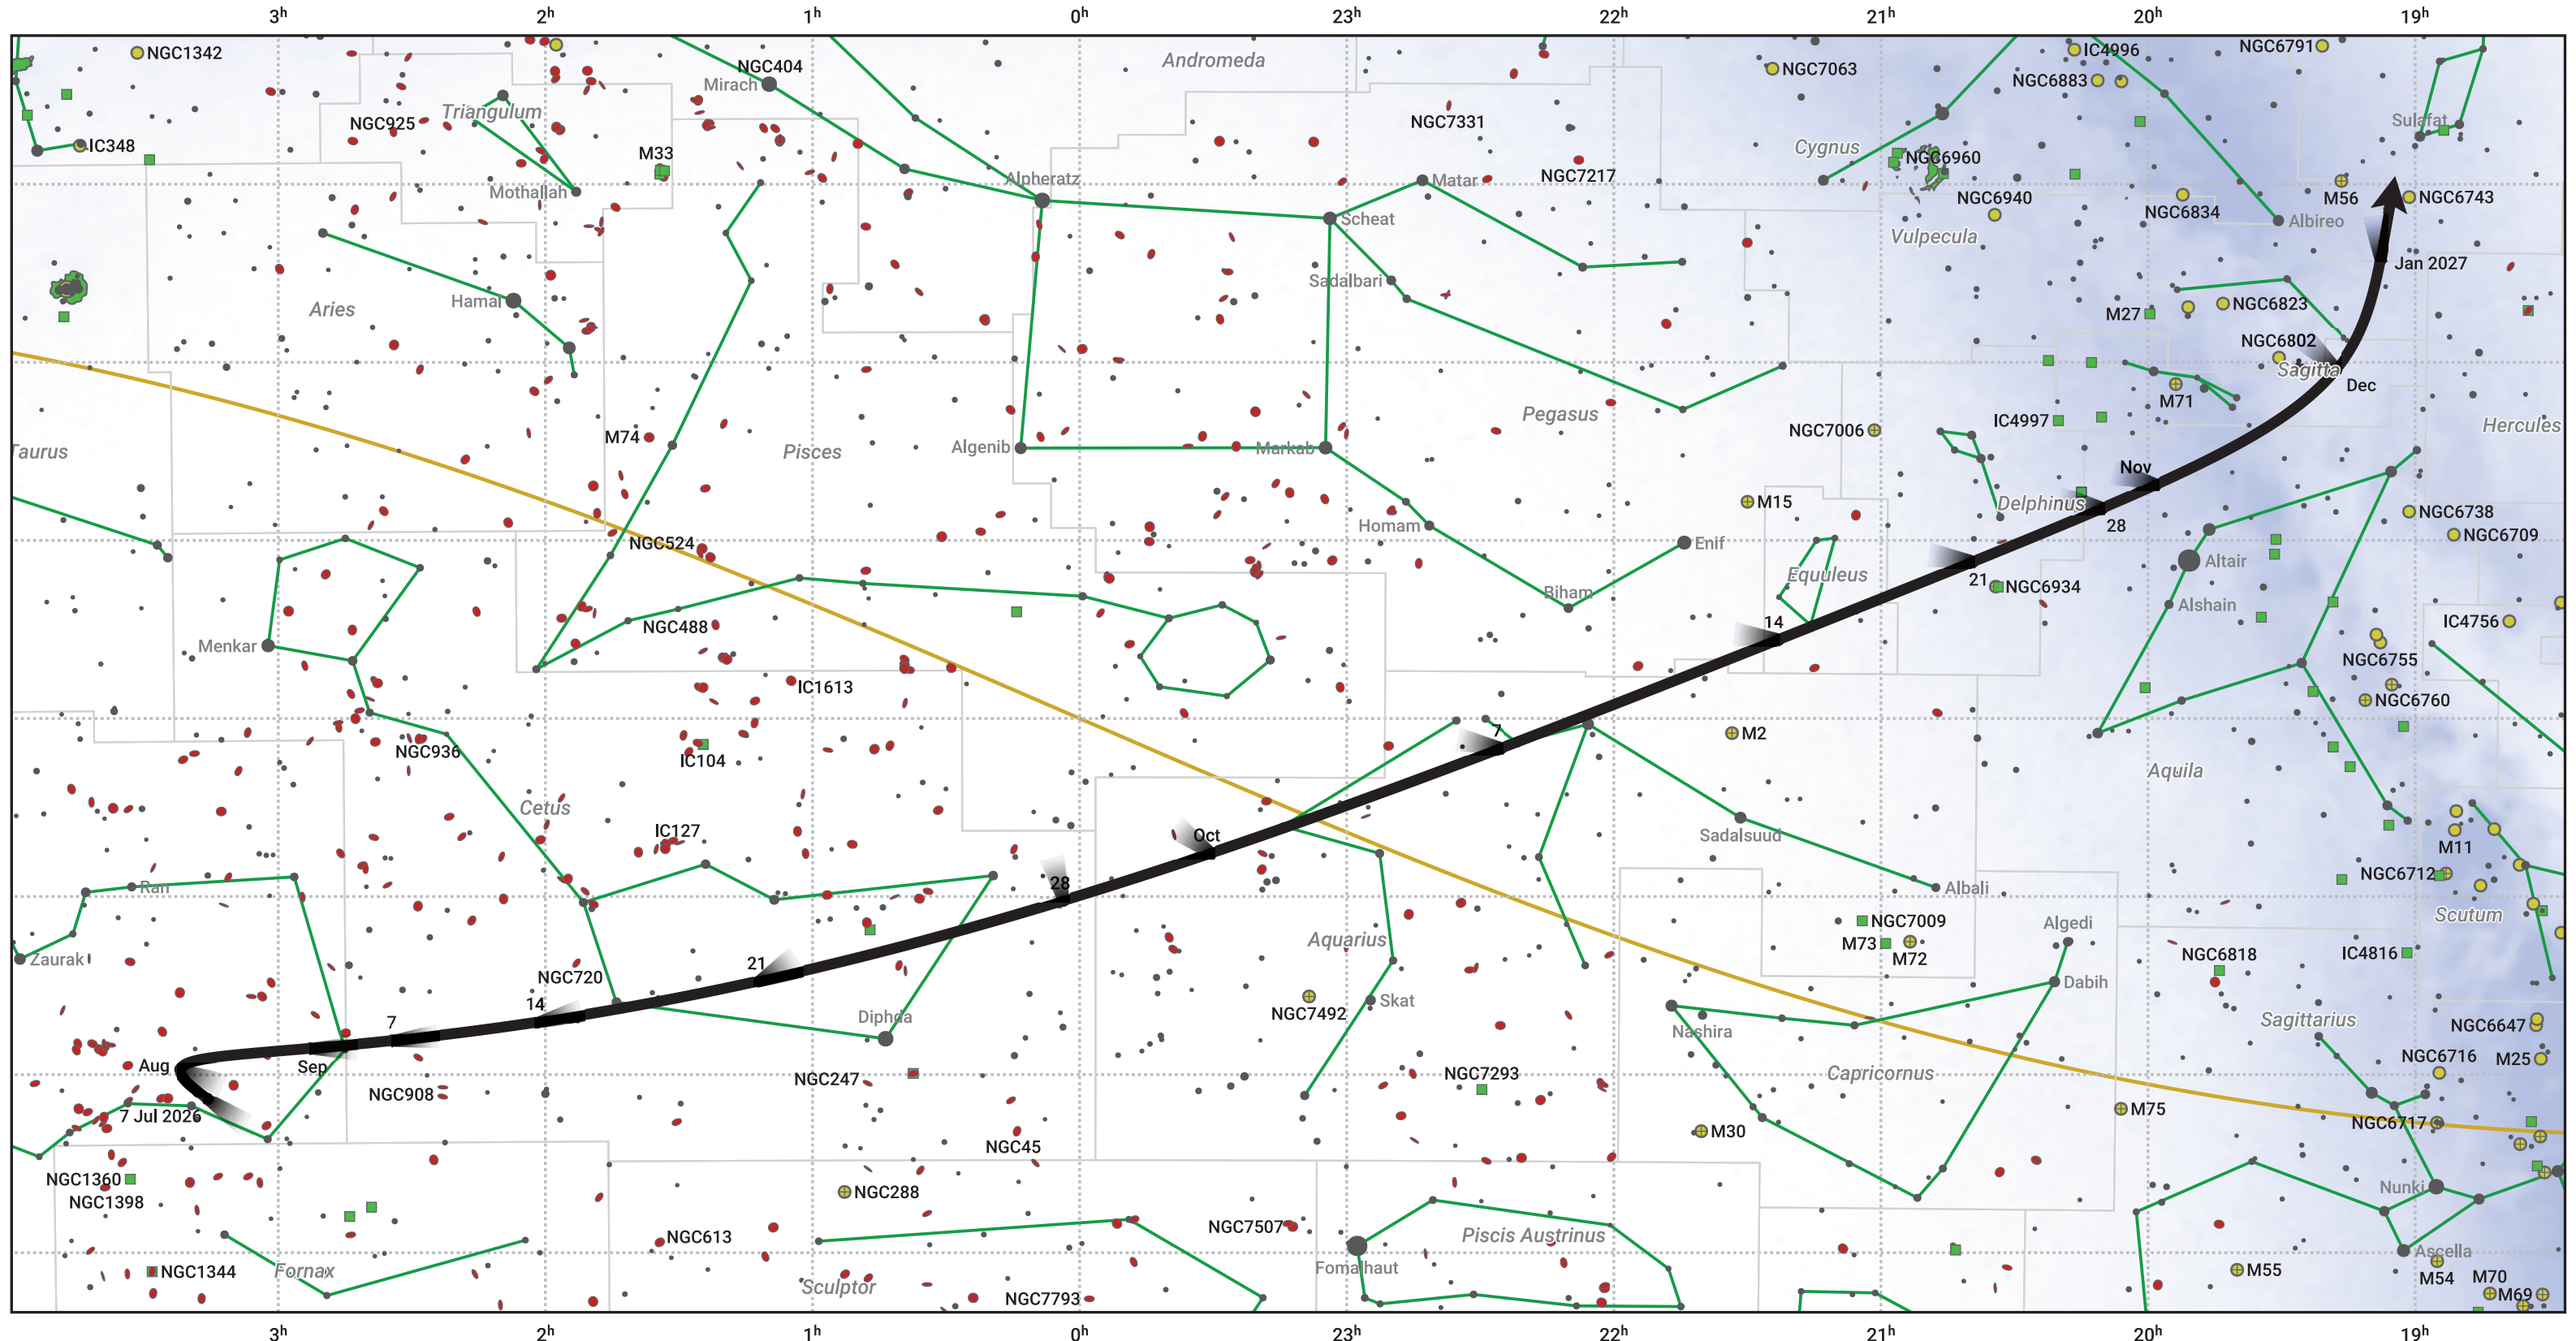 3h 2h 1h 0h 23h 22h 21h 20h 19h
NGC1342
NGC404
Andromeda
NGC7063
IC4996
NGC6791
Mirach
NGC6883
Triangulum
NGC925
NGC7331
Sulafat
IC348
M33
Cygnus
NGC6960
Mothallah
Alpheratz
Matar
NGC7217
NGC6940
NGC6834
M56
NGC6743
Scheat
Vulpecula
Albireo
Jan 2027
Aries
Hamal
Sadalbari
M27
NGC6823
NGC6802
Sagitta
Dec
M71
Taurus
M74
Pisces
Algenib
Markab
Pegasus
NGC7006
IC4997
Hercules
Nov
M15
Delphinus
28
NGC6738
Homam
NGC524
Enif
NGC6709
Altair
Equuleus
21
NGC6934
Biham
Alshain
NGC488
14
IC4756
Menkar
NGC6755
IC1613
NGC6760
NGC936
IC104
7
M2
Aquila
Cetus
IC127
Oct
Sadalsuud
M11
28
NGC6712
Ran
Albali
Scutum
NGC7009
Algedi
Aquarius
M73
M72
Zaurak
21
NGC720
NGC6818
IC4816
Dabih
14
Diphda
NGC7492
Skat
Nashira
Sagittarius
7
NGC6647
Aug
Sep
NGC6716
M25
NGC908
NGC247
NGC7293
Capricornus
7 Jul 2026
M75
M30
NGC6717
NGC45
NGC1360
NGC1398
NGC288
Nunki
NGC613
NGC7507
Piscis Austrinus
Ascella
NGC1344
Fornax
Fomalhaut
M55
M54
M70
Sculptor
NGC7793
M69
3h 2h 1h 0h 23h 22h 21h 20h 19h